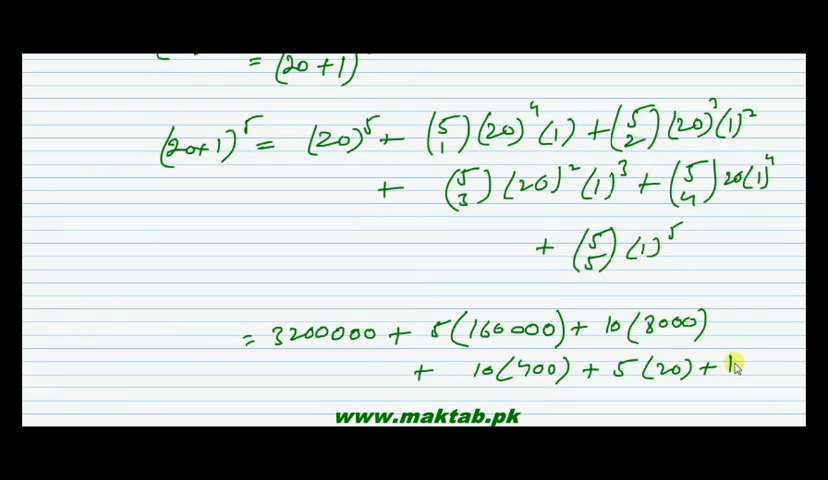 = (20+1)
(20+1)⁵ = (20)⁵ + (5 1)(20)⁴(1) + (5 2)(20)³(1)²
+ (5 3)(20)²(1)³ + (5 4)20(1)⁴
+ (5 5)(1)⁵
= 3200000 + 5(160000) + 10(8000)
+ 10(400) + 5(20) + 1
www.maktab.pk